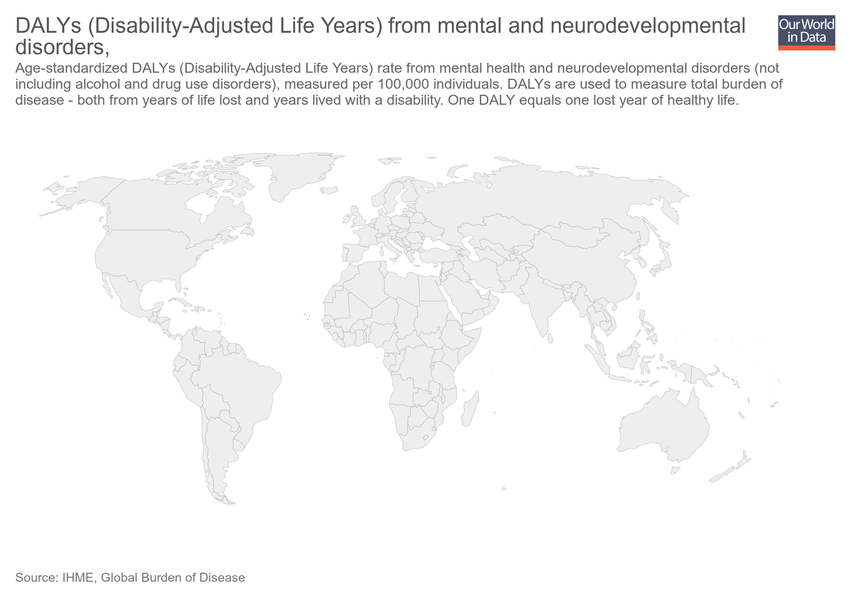 DALYs (Disability-Adjusted Life Years) from mental and neurodevelopmental
disorders,
Our World
in Data
Age-standardized DALYs (Disability-Adjusted Life Years) rate from mental health and neurodevelopmental disorders (not
including alcohol and drug use disorders), measured per 100,000 individuals. DALYs are used to measure total burden of
disease - both from years of life lost and years lived with a disability. One DALY equals one lost year of healthy life.
Source: IHME, Global Burden of Disease